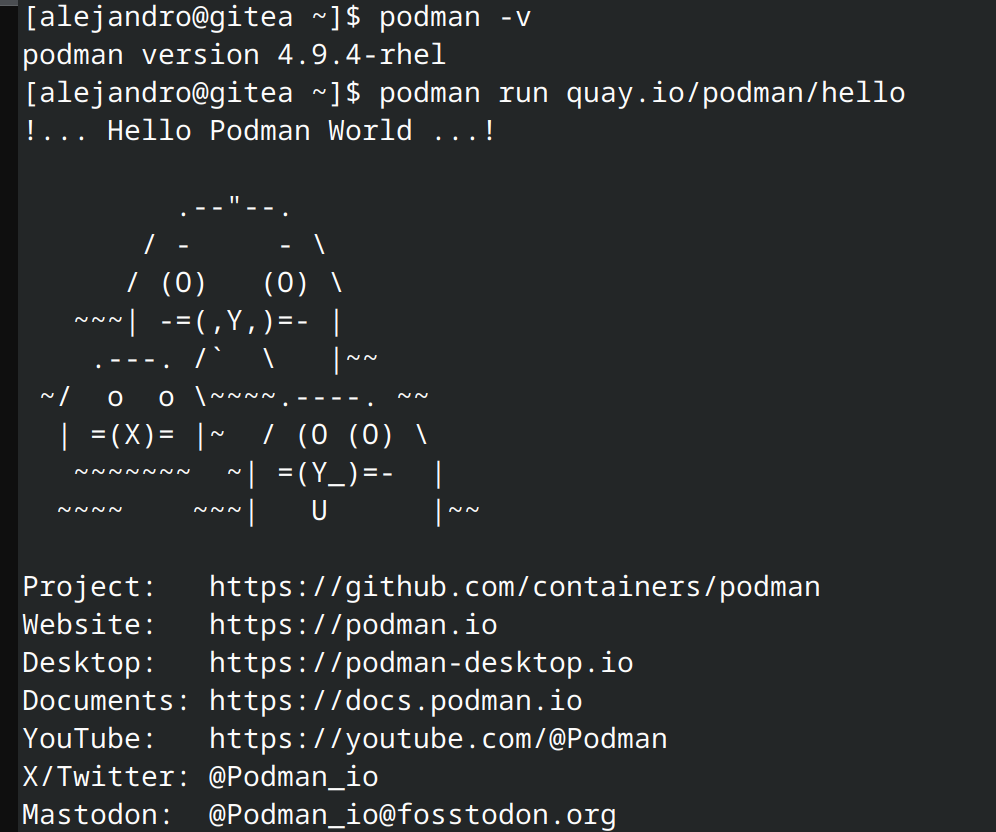 [alejandro@gitea ~]$ podman -v
podman version 4.9.4-rhel
[alejandro@gitea ~]$ podman run quay.io/podman/hello
!... Hello Podman World ...!

         .--"--.
       / -     - \
      / (O)   (O) \
   ~~~| -=(,Y,)=- |
    .---. /`  \   |~~
 ~/  o  o \~~~~.----. ~~
  | =(X)= |~  / (O (O) \
   ~~~~~~~  ~| =(Y_)=-  |
  ~~~~    ~~~|   U      |~~

Project:   https://github.com/containers/podman
Website:   https://podman.io
Desktop:   https://podman-desktop.io
Documents: https://docs.podman.io
YouTube:   https://youtube.com/@Podman
X/Twitter: @Podman_io
Mastodon:  @Podman_io@fosstodon.org